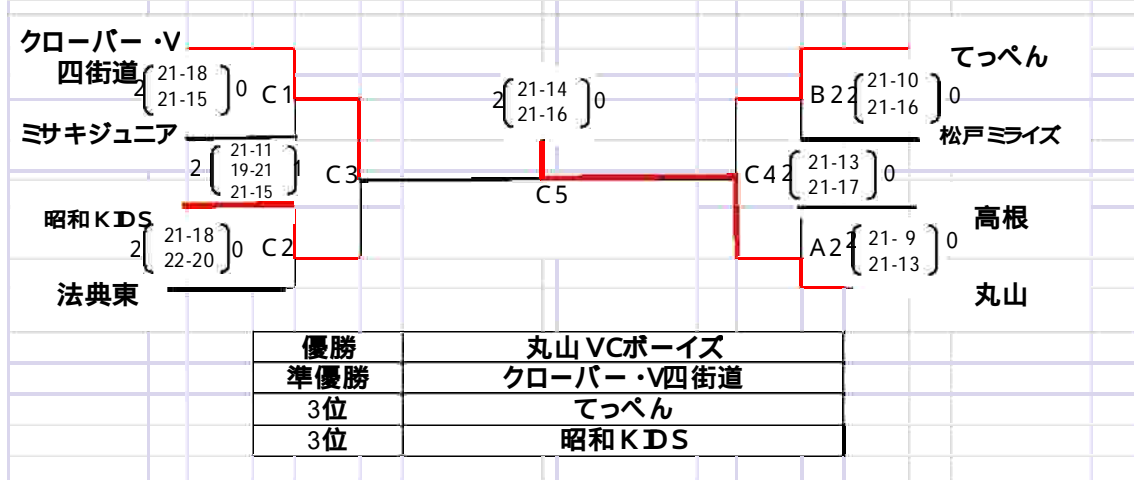 クローバー・V
四街道
2 21-18 0
21-15
C1
ミサキジュニア
2 21-11 1
19-21
21-15
C3
昭和KIDS
2 21-18 0
22-20
C2
法典東
2 21-14 0
21-16
C5
てっぺん
B2 2 21-10 0
21-16
松戸ミライズ
C4 2 21-13 0
21-17
高根
A2 2 21- 9 0
21-13
丸山
優勝 丸山VCボーイズ
準優勝 クローバー・V四街道
3位 てっぺん
3位 昭和KIDS